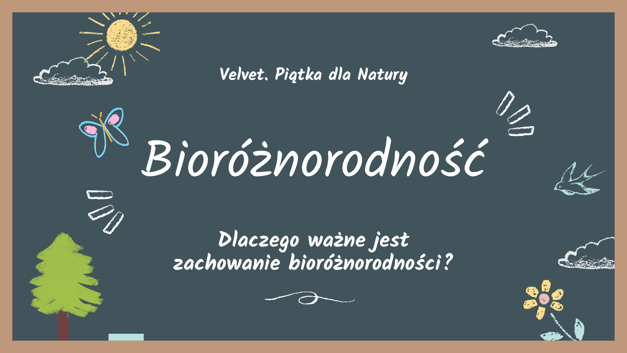 Velvet. Piątka dla Natury
Bioróżnorodność
Dlaczego ważne jest
zachowanie bioróżnorodności?